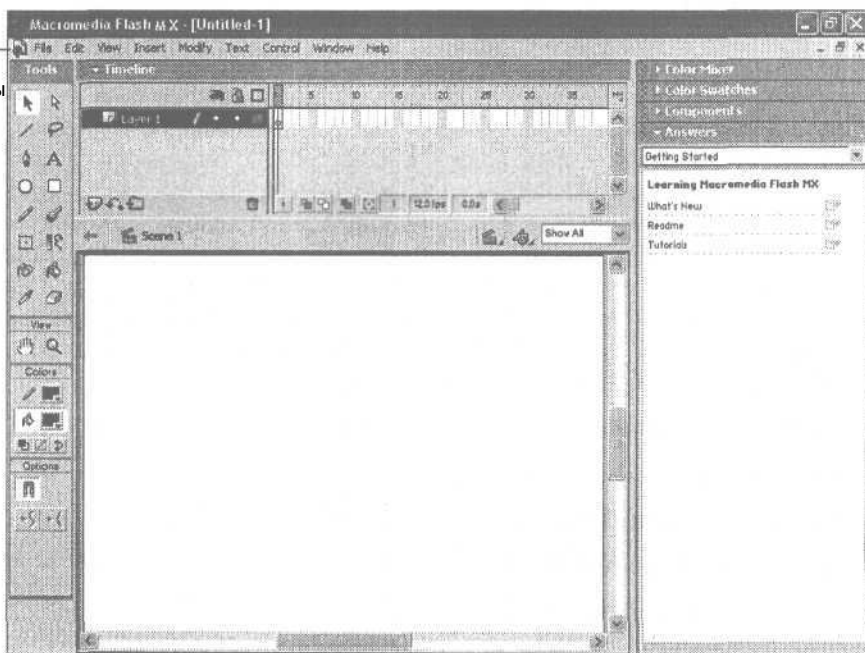 Macromedia Flash MX - [Untitled-1]
File Edit View Insert Modify Text Control Window Help
Tools
Timeline
Layer 1
5 10 15 20 25 30 35
1 12.0 fps 0.0s
Scene 1
Show All
View
Colors
Options
Color Mixer
Color Swatches
Components
Answers
Getting Started
Learning Macromedia Flash MX
What's New
Readme
Tutorials